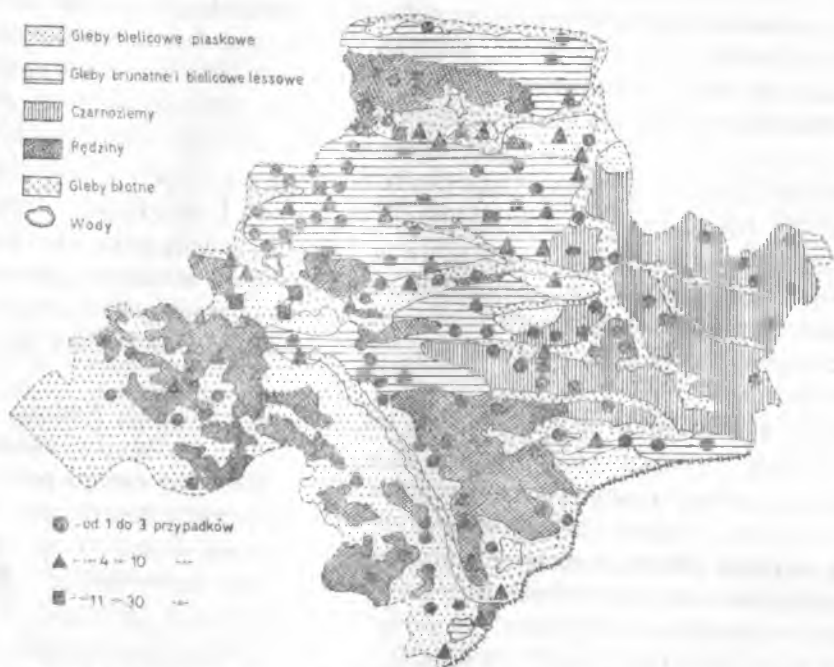 Gleby bielicowe piaskowe
Gleby brunatne i bielicowe lessowe
Czarnoziemy
Rędziny
Gleby błotne
Wody
-od 1 do 3 przypadków
-"-4 - 10 -"-
-"-11 - 30 -"-